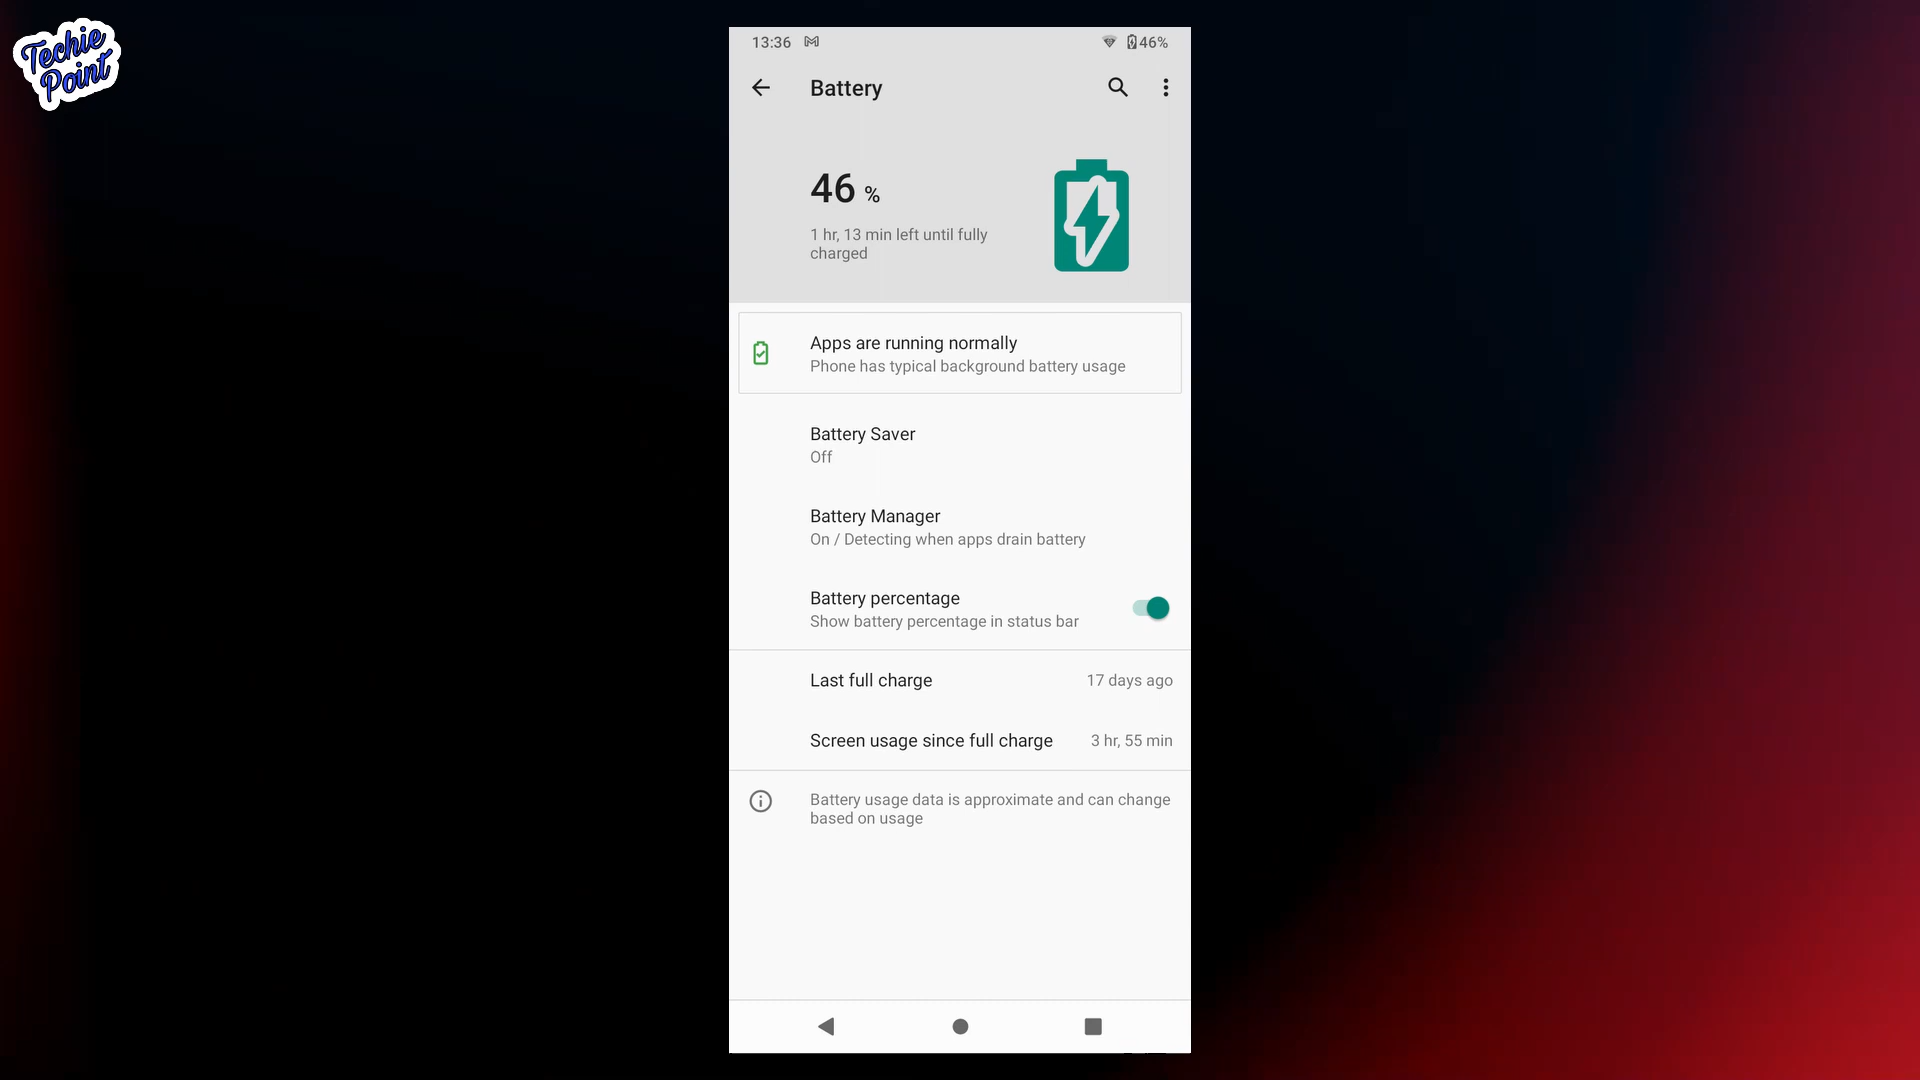 Techie
Point
13:36
46%
Battery
46 %
1 hr, 13 min left until fully
charged
Apps are running normally
Phone has typical background battery usage
Battery Saver
Off
Battery Manager
On / Detecting when apps drain battery
Battery percentage
Show battery percentage in status bar
Last full charge
17 days ago
Screen usage since full charge
3 hr, 55 min
Battery usage data is approximate and can change
based on usage